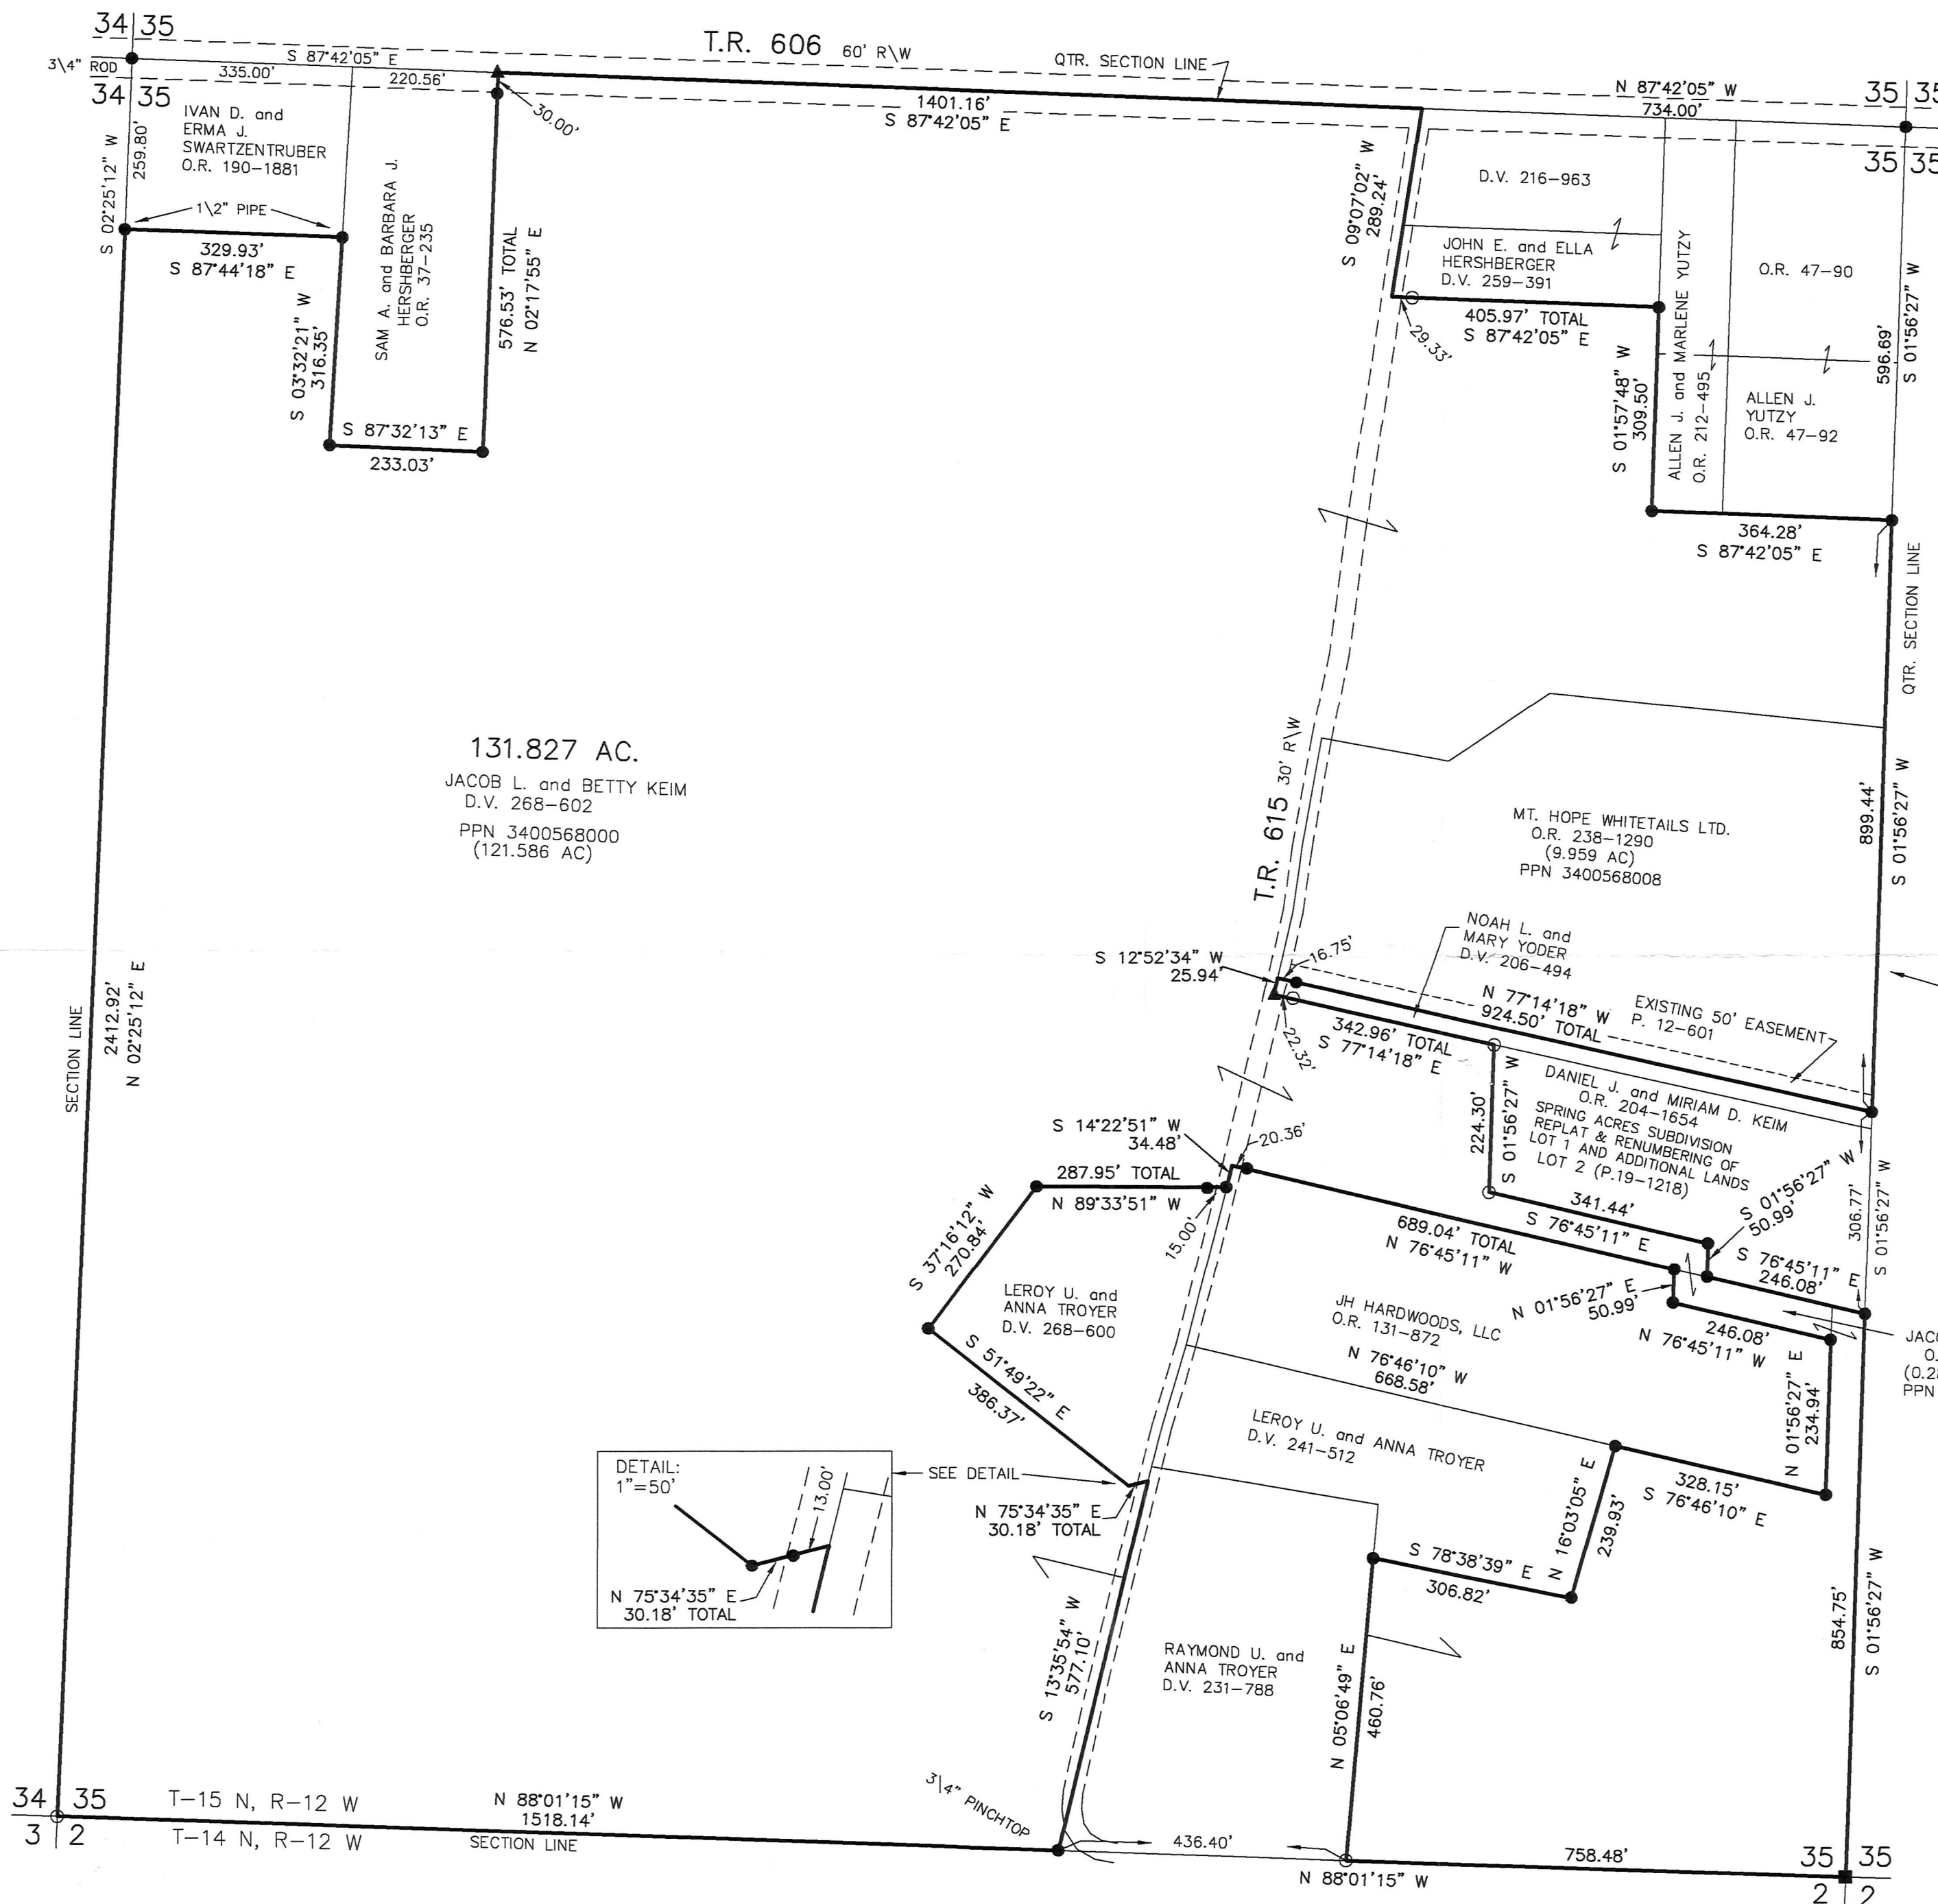 34 35
T.R. 606 60' R\W
QTR. SECTION LINE
3\4" ROD
S 87°42'05" E
335.00'
220.56'
N 87°42'05" W
734.00'
35
34 35
30.00'
1401.16'
S 87°42'05" E
35
S 02°25'12" W
259.80'
IVAN D. and
ERMA J.
SWARTZENTRUBER
O.R. 190-1881
1\2" PIPE
329.93'
S 87°44'18" E
SAM A. and BARBARA J.
HERSHBERGER
O.R. 37-235
S 03°32'21" W
316.35'
S 87°32'13" E
233.03'
576.53' TOTAL
N 02°17'55" E
S 09°07'02" W
289.24'
D.V. 216-963
JOHN E. and ELLA
HERSHBERGER
D.V. 259-391
405.97' TOTAL
S 87°42'05" E
29.33'
S 01°57'48" W
309.50'
ALLEN J. and MARLENE YUTZY
O.R. 212-495
O.R. 47-90
ALLEN J.
YUTZY
O.R. 47-92
596.69'
S 01°56'27" W
364.28'
S 87°42'05" E
QTR. SECTION LINE
131.827 AC.
JACOB L. and BETTY KEIM
D.V. 268-602
PPN 3400568000
(121.586 AC)
T.R. 615 30' R\W
MT. HOPE WHITETAILS LTD.
O.R. 238-1290
(9.959 AC)
PPN 3400568008
899.44'
S 01°56'27" W
NOAH L. and
MARY YODER
D.V. 206-494
S 12°52'34" W
25.94'
16.75'
N 77°14'18" W
924.50' TOTAL
EXISTING 50' EASEMENT
P. 12-601
342.96' TOTAL
S 77°14'18" E
22.32'
SECTION LINE
2412.92'
N 02°25'12" E
224.30'
S 01°56'27" W
DANIEL J. and MIRIAM D. KEIM
O.R. 204-1654
SPRING ACRES SUBDIVISION
REPLAT & RENUMBERING OF
LOT 1 AND ADDITIONAL LANDS
LOT 2 (P.19-1218)
S 14°22'51" W
34.48'
20.36'
287.95' TOTAL
N 89°33'51" W
15.00'
341.44'
S 76°45'11" E
S 01°56'27" W
50.99'
306.77'
S 01°56'27" W
689.04' TOTAL
N 76°45'11" W
S 76°45'11" E
246.08'
S 37°16'12" W
270.84'
LEROY U. and
ANNA TROYER
D.V. 268-600
N 01°56'27" E
50.99'
246.08'
N 76°45'11" W
JH HARDWOODS, LLC
O.R. 131-872
N 76°46'10" W
668.58'
S 51°49'22" E
386.37'
N 01°56'27" E
234.94'
PPN
LEROY U. and ANNA TROYER
D.V. 241-512
328.15'
S 76°46'10" E
DETAIL:
1"=50'
13.00'
N 75°34'35" E
30.18' TOTAL
SEE DETAIL
N 75°34'35" E
30.18' TOTAL
N 16°03'05" E
239.93'
S 78°38'39" E
306.82'
S 13°35'54" W
577.10'
RAYMOND U. and
ANNA TROYER
D.V. 231-788
N 05°06'49" E
460.76'
854.75'
S 01°56'27" W
34 35
T-15 N, R-12 W
N 88°01'15" W
1518.14'
3\4" PINCHTOP
3 2
T-14 N, R-12 W
SECTION LINE
436.40'
758.48'
N 88°01'15" W
35 35
2 2